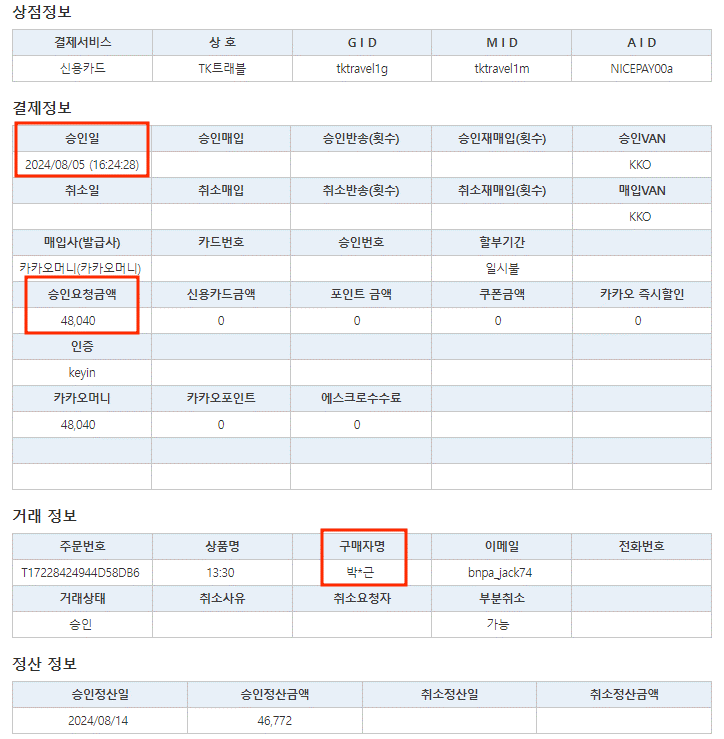 상점정보
결제서비스 상 호 G I D M I D A I D
신용카드 TK트래블 tktravel1g tktravel1m NICEPAY00a
결제정보
승인일 승인매입 승인반송(횟수) 승인재매입(횟수) 승인VAN
2024/08/05 (16:24:28) KKO
취소일 취소매입 취소반송(횟수) 취소재매입(횟수) 매입VAN
KKO
매입사(발급사) 카드번호 승인번호 할부기간
카카오머니(카카오머니) 일시불
승인요청금액 신용카드금액 포인트 금액 쿠폰금액 카카오 즉시할인
48,040 0 0 0 0
인증
keyin
카카오머니 카카오포인트 에스크로수수료
48,040 0 0
거래 정보
주문번호 상품명 구매자명 이메일 전화번호
T17228424944D58DB6 13:30 박*근 bnpa_jack74
거래상태 취소사유 취소요청자 부분취소
승인 가능
정산 정보
승인정산일 승인정산금액 취소정산일 취소정산금액
2024/08/14 46,772